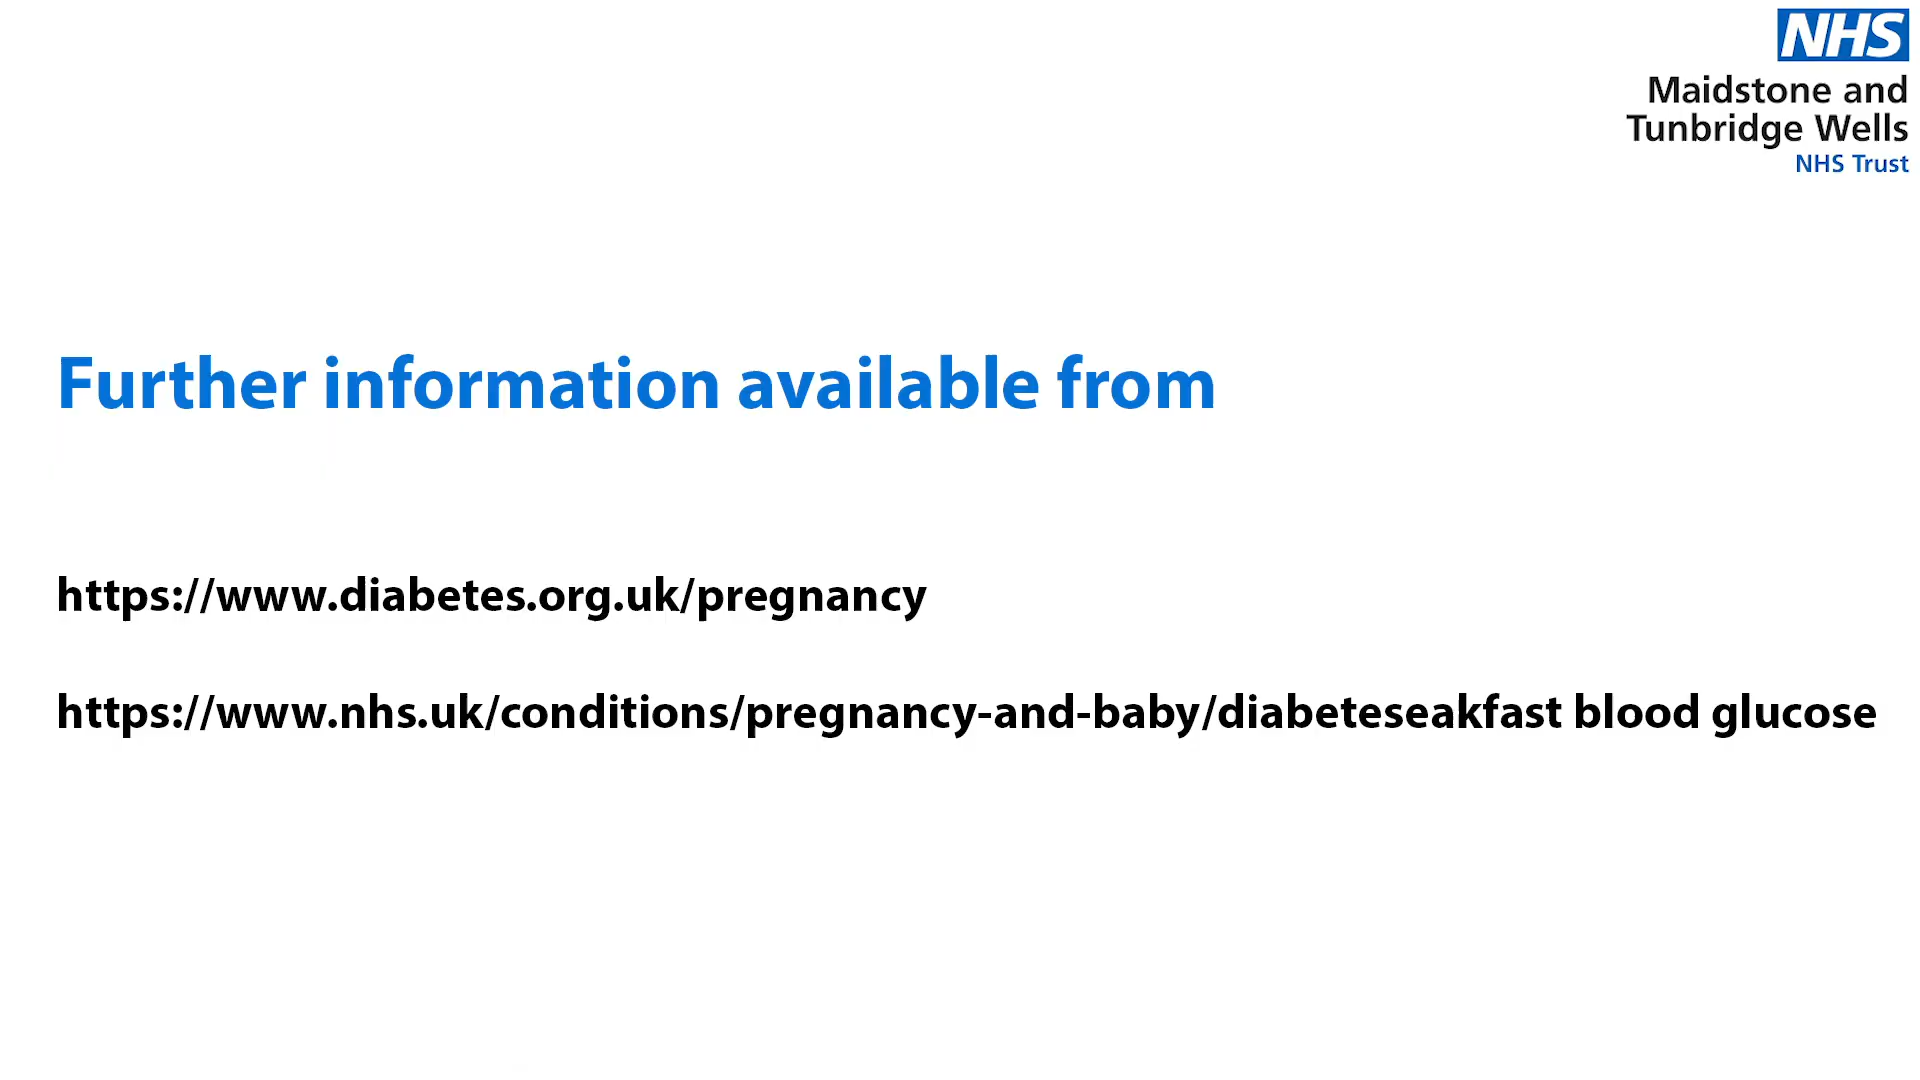 NHS
Maidstone and
Tunbridge Wells
NHS Trust
Further information available from
https://www.diabetes.org.uk/pregnancy
https://www.nhs.uk/conditions/pregnancy-and-baby/diabeteseakfast blood glucose